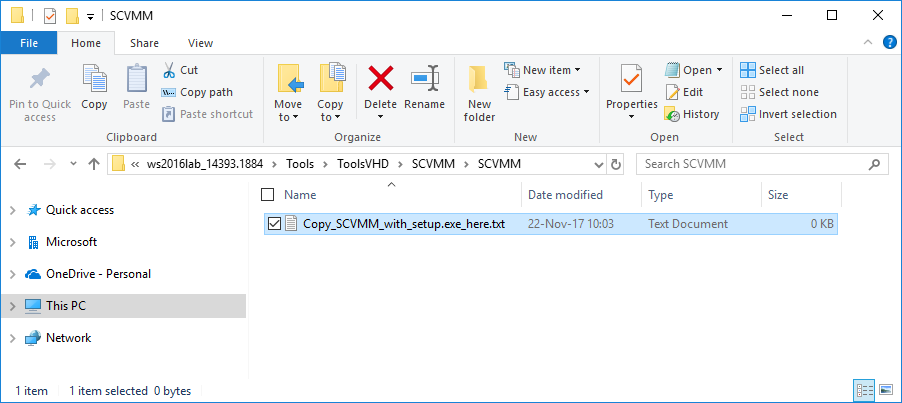 SCVMM
File Home Share View
Pin to Quick access
Copy
Paste
Cut
Copy path
Paste shortcut
Clipboard
Move to
Copy to
Delete
Rename
Organize
New folder
New item
Easy access
New
Properties
Open
Edit
History
Open
Select all
Select none
Invert selection
Select
« ws2016lab_14393.1884 Tools ToolsVHD SCVMM SCVMM
Search SCVMM
Name Date modified Type Size
Quick access
Copy_SCVMM_with_setup.exe_here.txt 22-Nov-17 10:03 Text Document 0 KB
Microsoft
OneDrive - Personal
This PC
Network
1 item 1 item selected 0 bytes